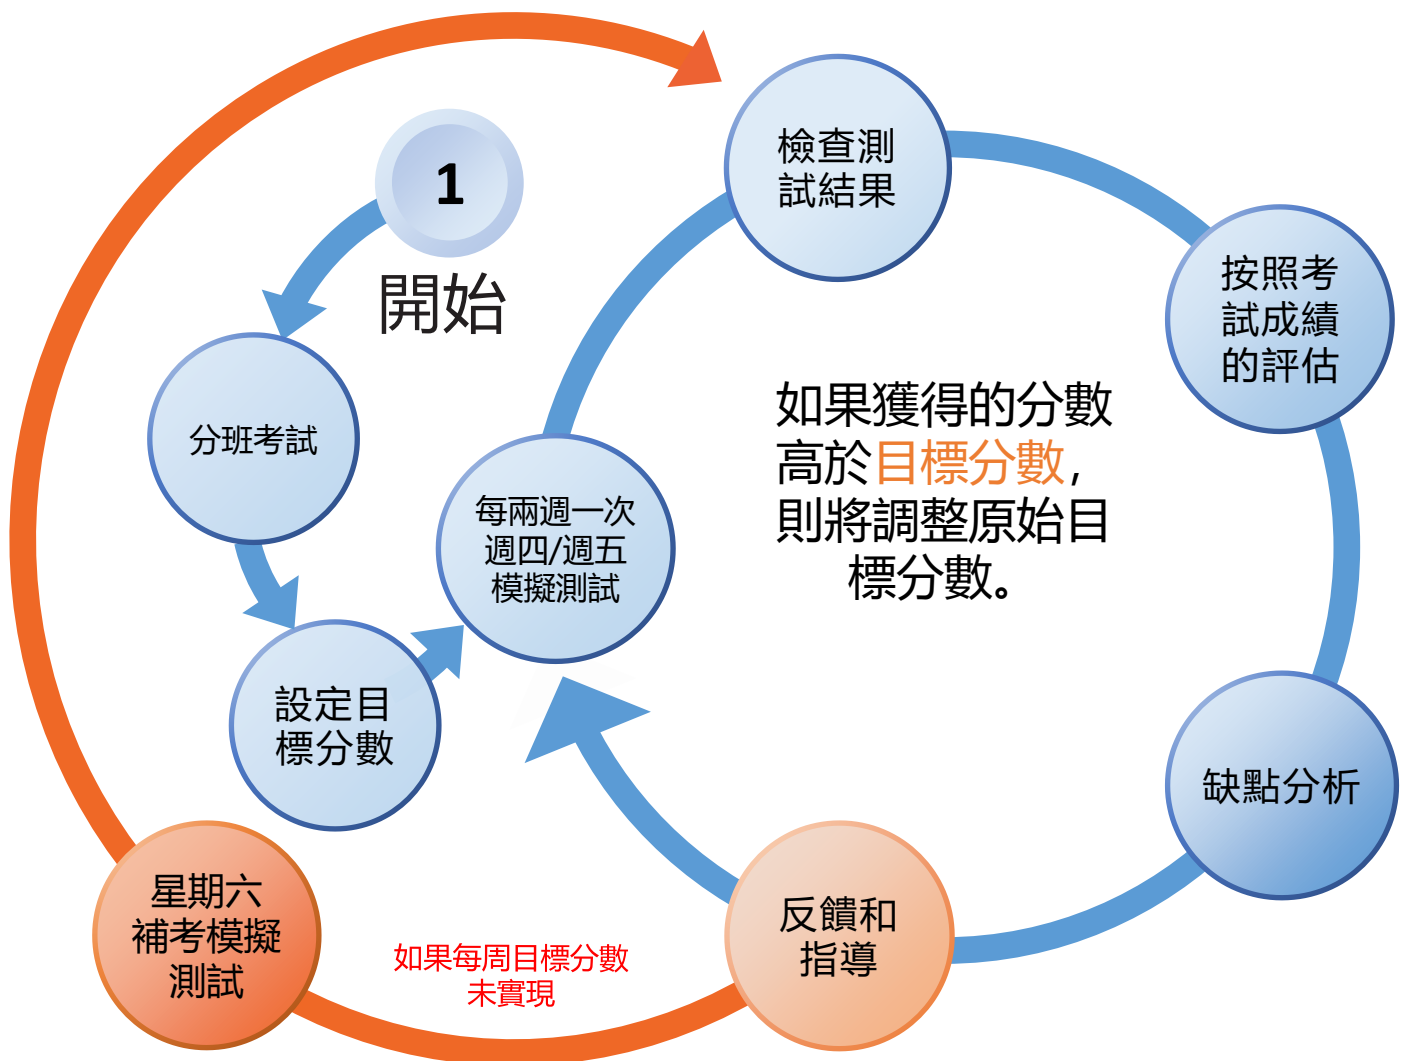 1
開始
分班考試
設定目
標分數
每兩週一次
週四/週五
模擬測試
檢查測
試結果
按照考
試成績
的評估
缺點分析
反饋和
指導
如果獲得的分數
高於目標分數，
則將調整原始目
標分數。
如果每周目標分數
未實現
星期六
補考模擬
測試